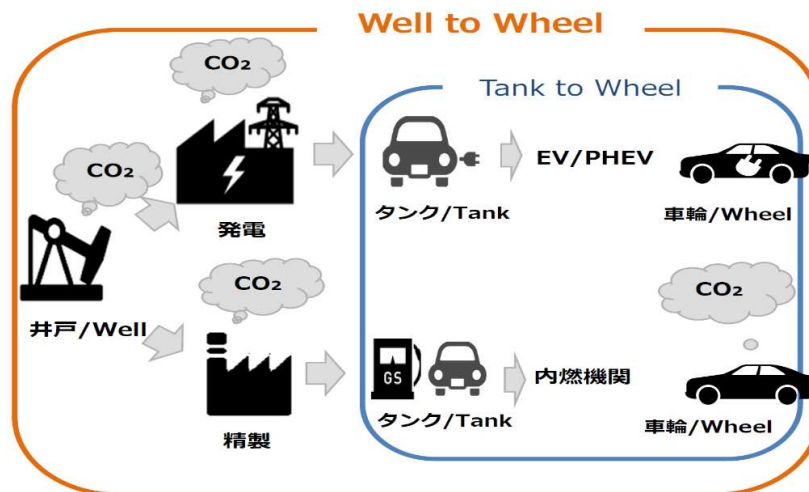 Well to Wheel
CO₂
Tank to Wheel
CO₂
EV/PHEV
タンク/Tank
車輪/Wheel
発電
CO₂
CO₂
井戸/Well
GS
内燃機関
タンク/Tank
車輪/Wheel
精製